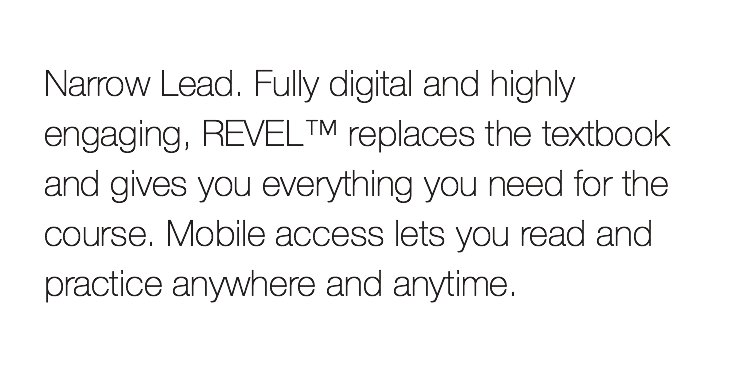 Narrow Lead. Fully digital and highly
engaging, REVEL™ replaces the textbook
and gives you everything you need for the
course. Mobile access lets you read and
practice anywhere and anytime.